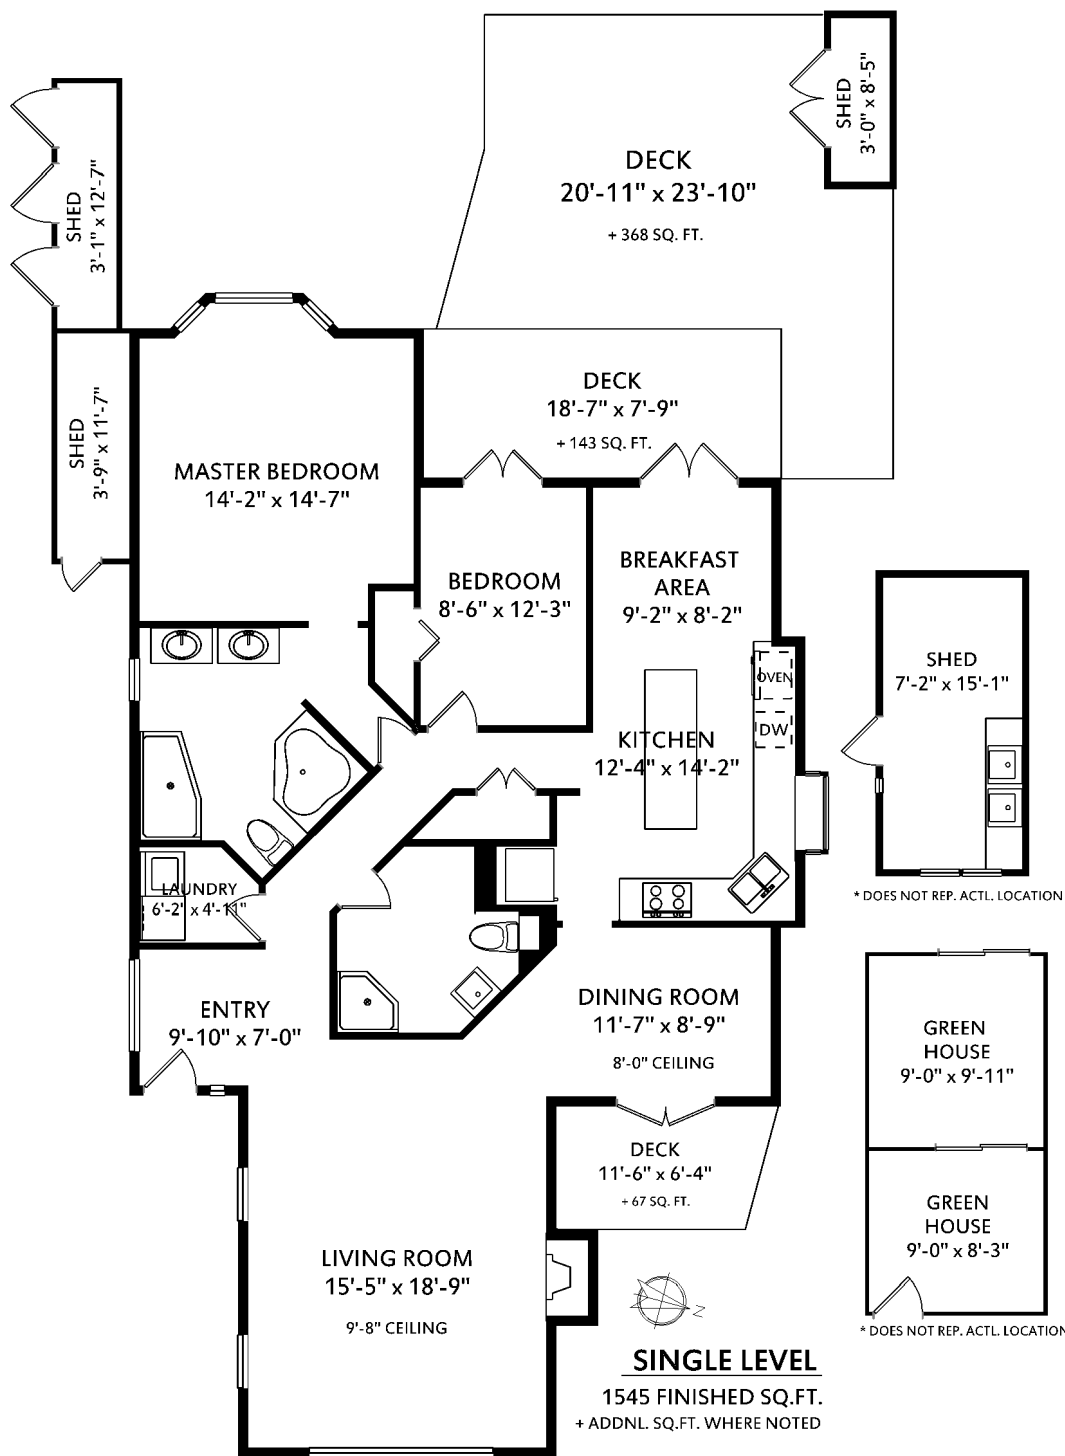 SHED
3'-0" x 8'-5"
DECK
20'-11" x 23'-10"
+ 368 SQ. FT.
SHED
3'-1" x 12'-7"
DECK
18'-7" x 7'-9"
+ 143 SQ. FT.
SHED
3'-9" x 11'-7"
MASTER BEDROOM
14'-2" x 14'-7"
BEDROOM
8'-6" x 12'-3"
BREAKFAST
AREA
9'-2" x 8'-2"
OVEN
DW
KITCHEN
12'-4" x 14'-2"
SHED
7'-2" x 15'-1"
* DOES NOT REP. ACTL. LOCATION
LAUNDRY
6'-2' x 4'-11"
ENTRY
9'-10" x 7'-0"
DINING ROOM
11'-7" x 8'-9"
8'-0" CEILING
GREEN
HOUSE
9'-0" x 9'-11"
DECK
11'-6" x 6'-4"
+ 67 SQ. FT.
GREEN
HOUSE
9'-0" x 8'-3"
LIVING ROOM
15'-5" x 18'-9"
9'-8" CEILING
N
* DOES NOT REP. ACTL. LOCATION
SINGLE LEVEL
1545 FINISHED SQ.FT.
+ ADDNL. SQ.FT. WHERE NOTED